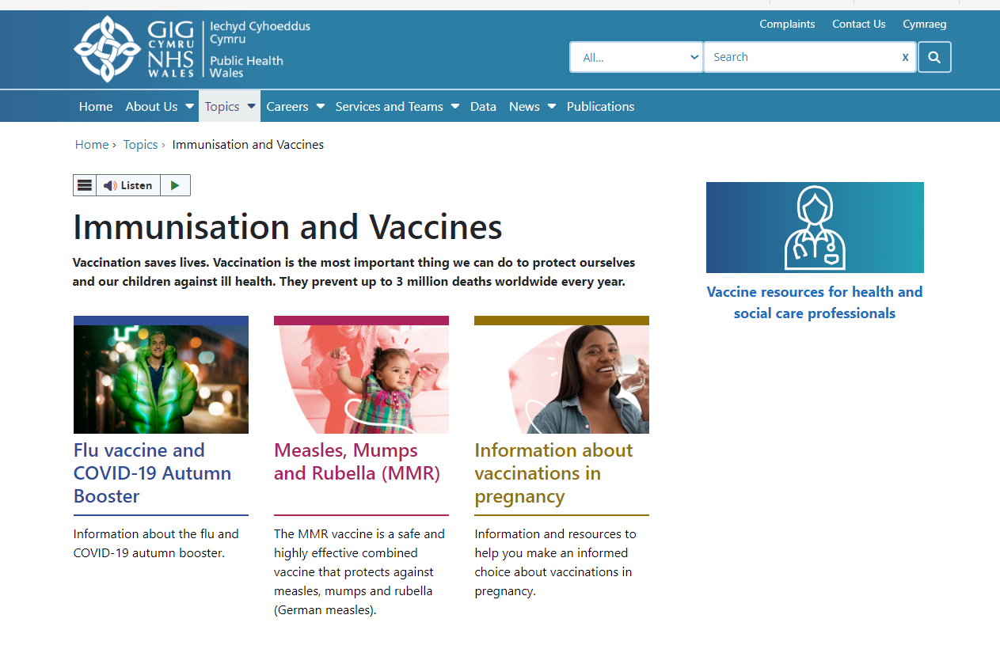 Complaints Contact Us Cymraeg
GIG
CYMRU
NHS
WALES
Iechyd Cyhoeddus
Cymru
Public Health
Wales
All... Search x
Home About Us Topics Careers Services and Teams Data News Publications
Home › Topics › Immunisation and Vaccines
Listen
Immunisation and Vaccines
Vaccination saves lives. Vaccination is the most important thing we can do to protect ourselves
and our children against ill health. They prevent up to 3 million deaths worldwide every year.
Flu vaccine and
COVID-19 Autumn
Booster
Information about the flu and
COVID-19 autumn booster.
Measles, Mumps
and Rubella (MMR)
The MMR vaccine is a safe and
highly effective combined
vaccine that protects against
measles, mumps and rubella
(German measles).
Information about
vaccinations in
pregnancy
Information and resources to
help you make an informed
choice about vaccinations in
pregnancy.
Vaccine resources for health and
social care professionals